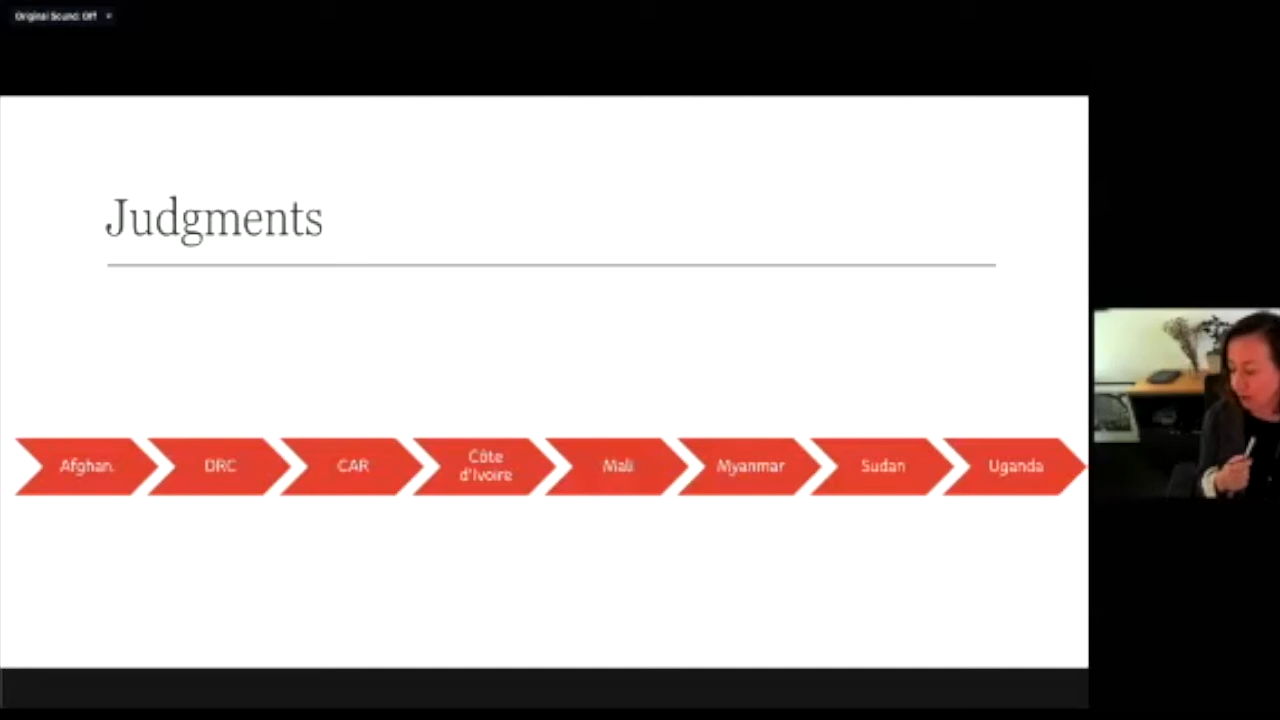 Original Sound: Off
Judgments
Afghan.
DRC
CAR
Côte
d'Ivoire
Mali
Myanmar
Sudan
Uganda